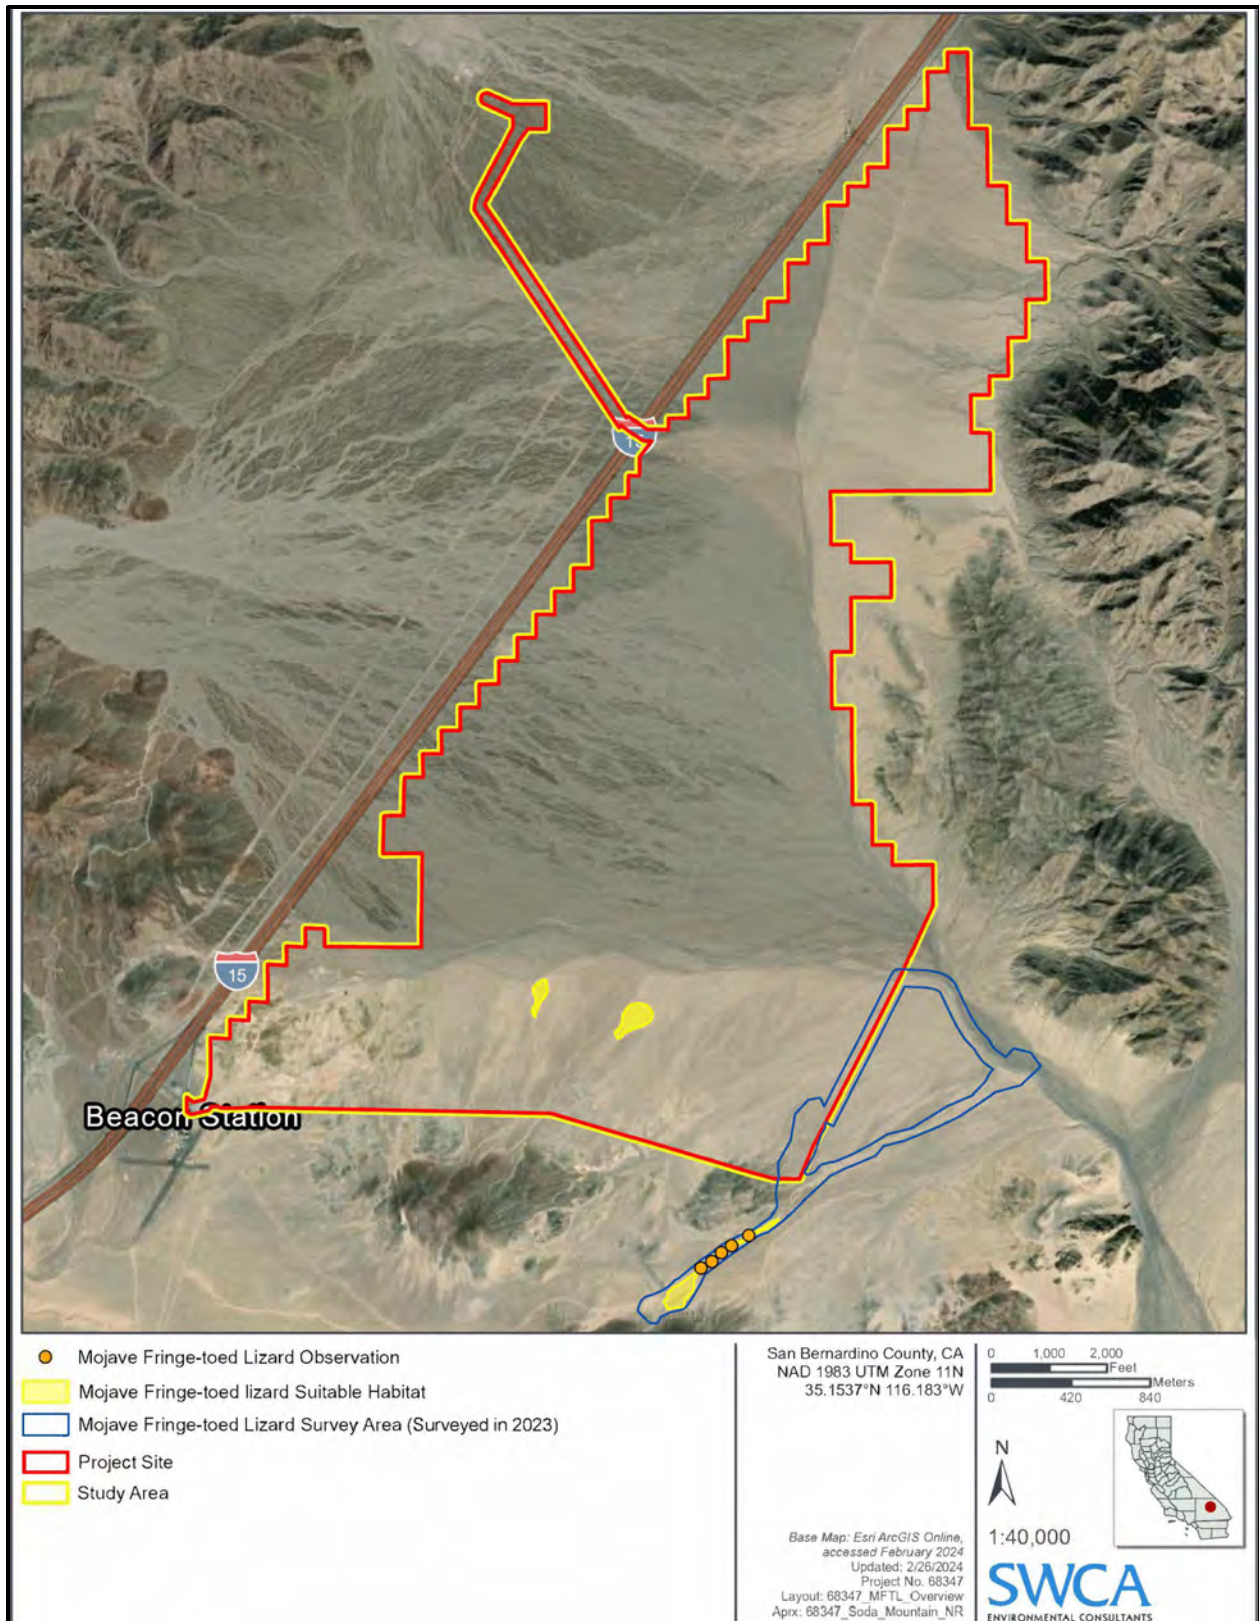 15
15
Beacon Station
Mojave Fringe-toed Lizard Observation
Mojave Fringe-toed lizard Suitable Habitat
Mojave Fringe-toed Lizard Survey Area (Surveyed in 2023)
Project Site
Study Area
San Bernardino County, CA
NAD 1983 UTM Zone 11N
35.1537°N 116.183°W
Base Map: Esri ArcGIS Online,
accessed February 2024
Updated: 2/26/2024
Project No. 68347
Layout: 68347_MFTL_Overview
Aprx: 68347_Soda_Mountain_NR
0 1,000 2,000
Feet
Meters
0 420 840
N
1:40,000
SWCA
ENVIRONMENTAL CONSULTANTS